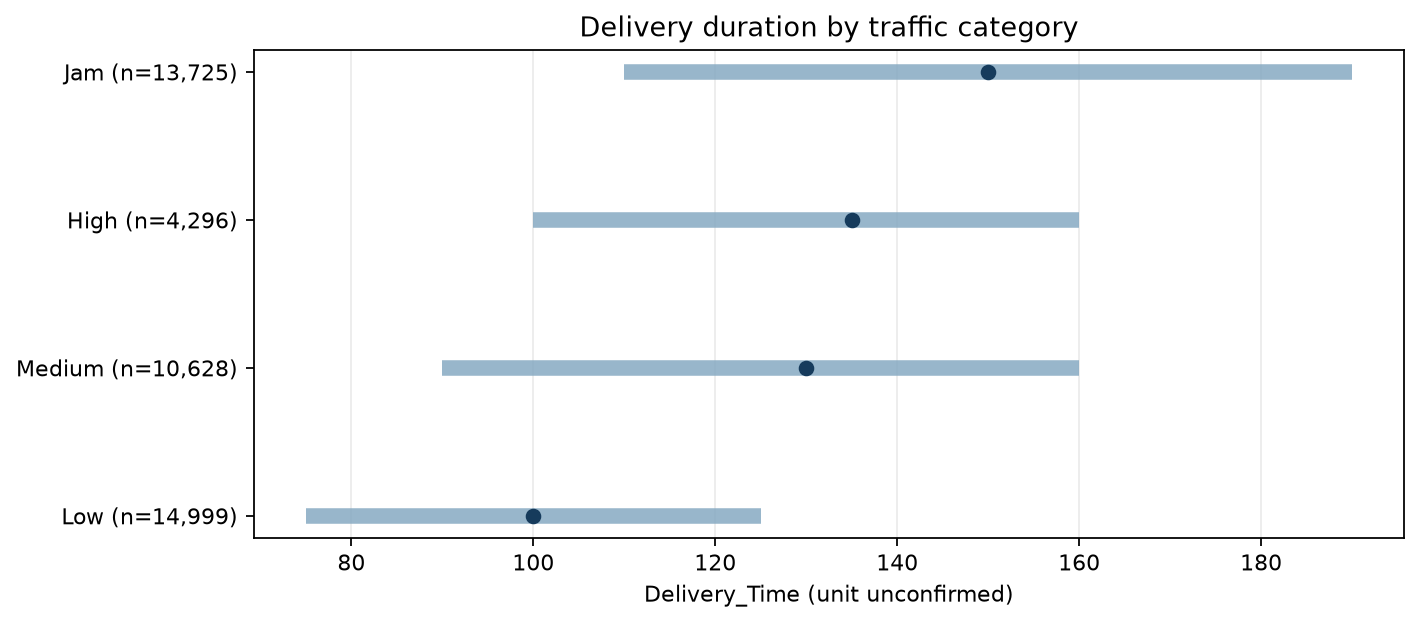 Delivery duration by traffic category
Jam (n=13,725)
High (n=4,296)
Medium (n=10,628)
Low (n=14,999)
80 100 120 140 160 180
Delivery_Time (unit unconfirmed)